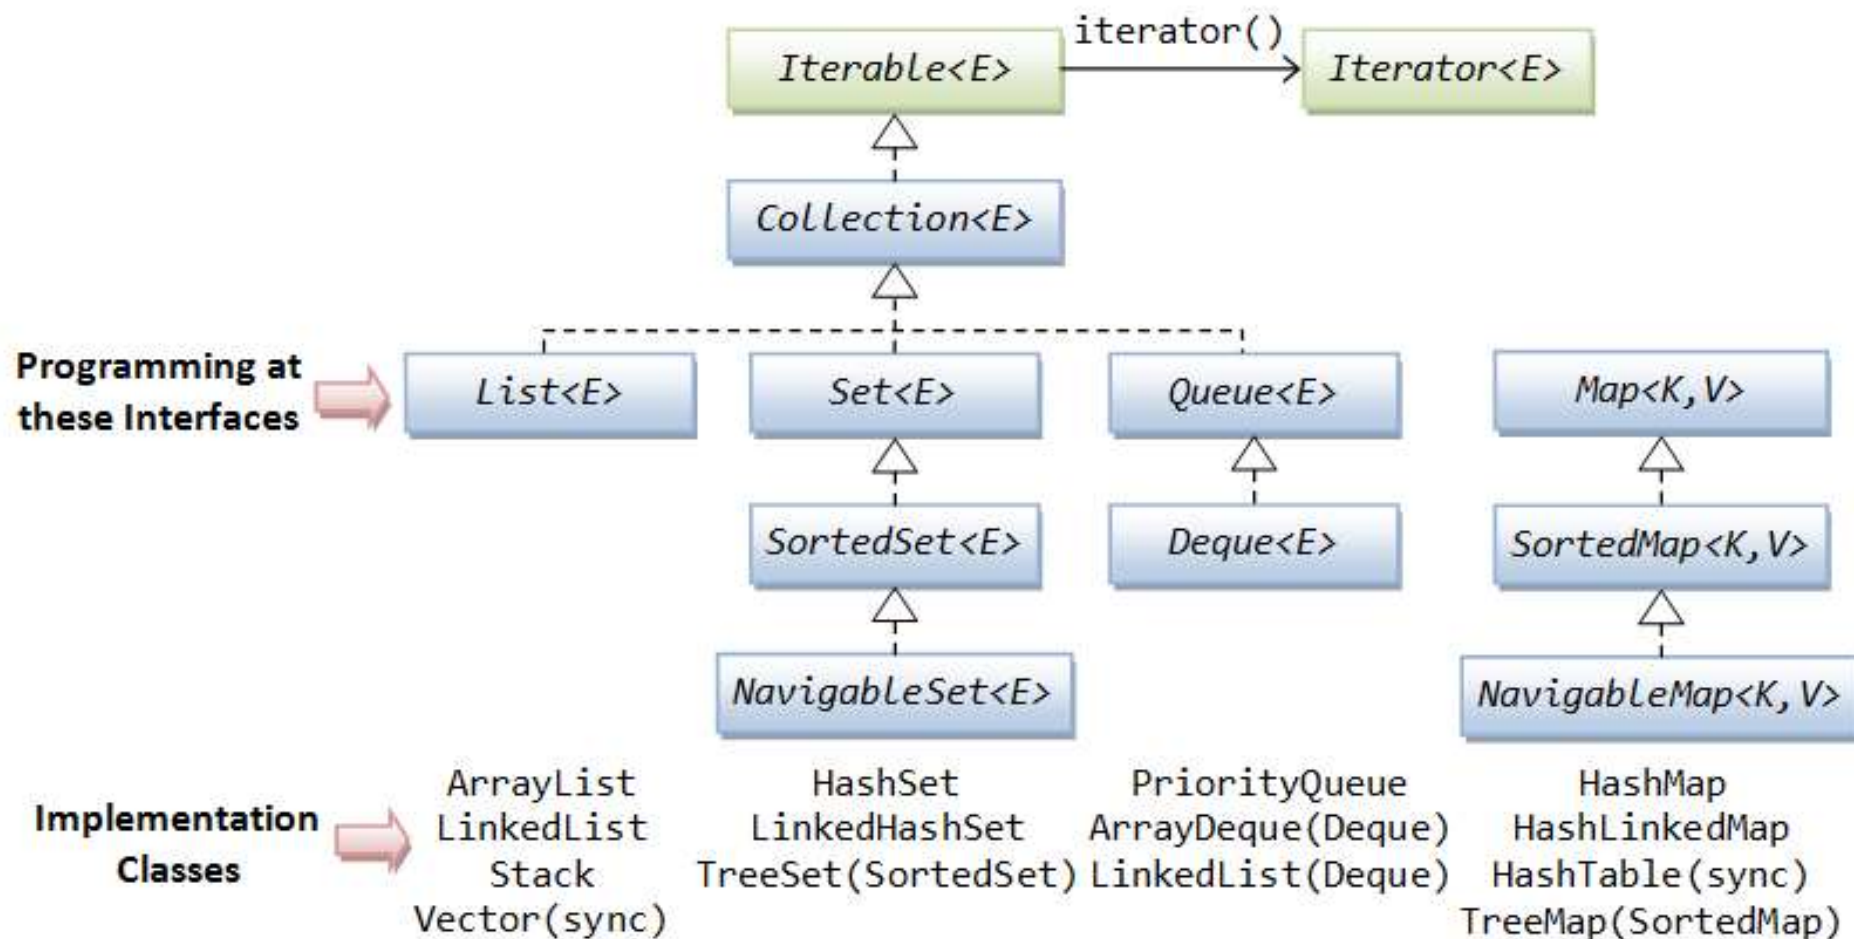 iterator()
Iterable<E>
Iterator<E>
Collection<E>
Programming at
these Interfaces
List<E>
Set<E>
Queue<E>
Map<K,V>
SortedSet<E>
Deque<E>
SortedMap<K,V>
NavigableSet<E>
NavigableMap<K,V>
Implementation
Classes
ArrayList
LinkedList
Stack
Vector(sync)
HashSet
LinkedHashSet
TreeSet(SortedSet)
PriorityQueue
ArrayDeque(Deque)
LinkedList(Deque)
HashMap
HashLinkedMap
HashTable(sync)
TreeMap(SortedMap)